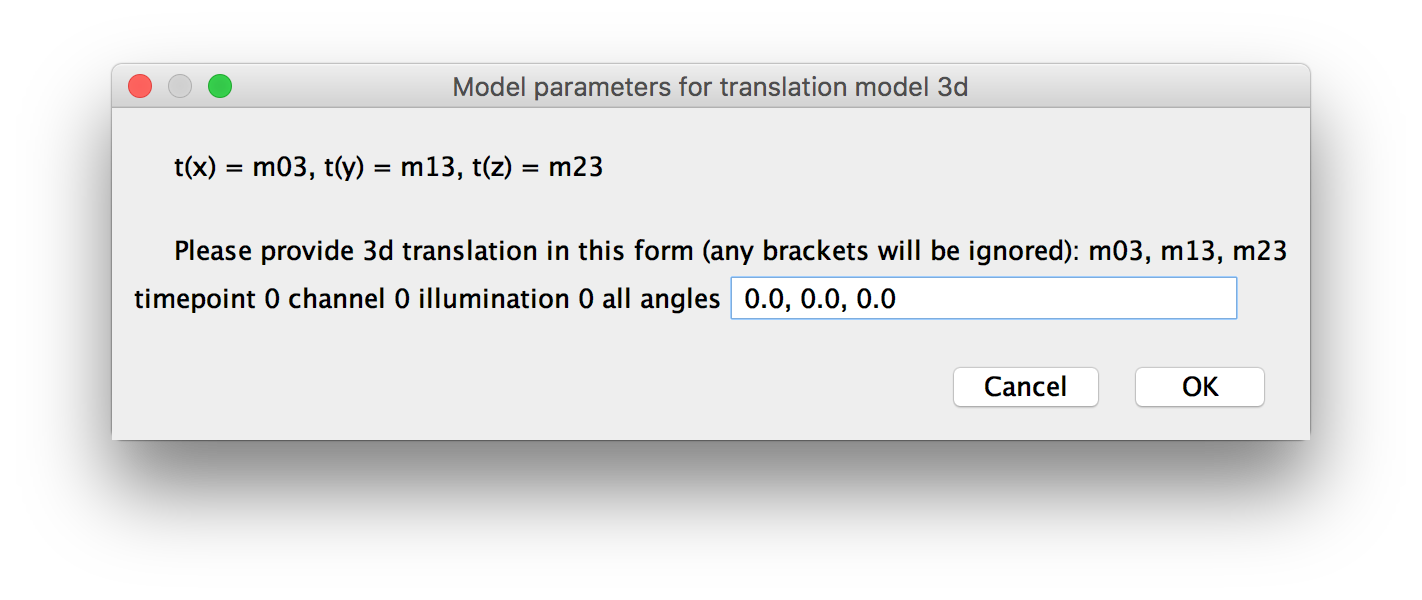 Model parameters for translation model 3d
t(x) = m03, t(y) = m13, t(z) = m23
Please provide 3d translation in this form (any brackets will be ignored): m03, m13, m23
timepoint 0 channel 0 illumination 0 all angles 0.0, 0.0, 0.0
Cancel OK